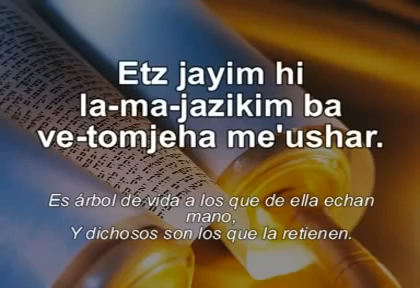 Etz jayim hi
la-ma-jazikim ba
ve-tomjeha me'ushar.
Es árbol de vida a los que de ella echan
mano,
Y dichosos son los que la retienen.